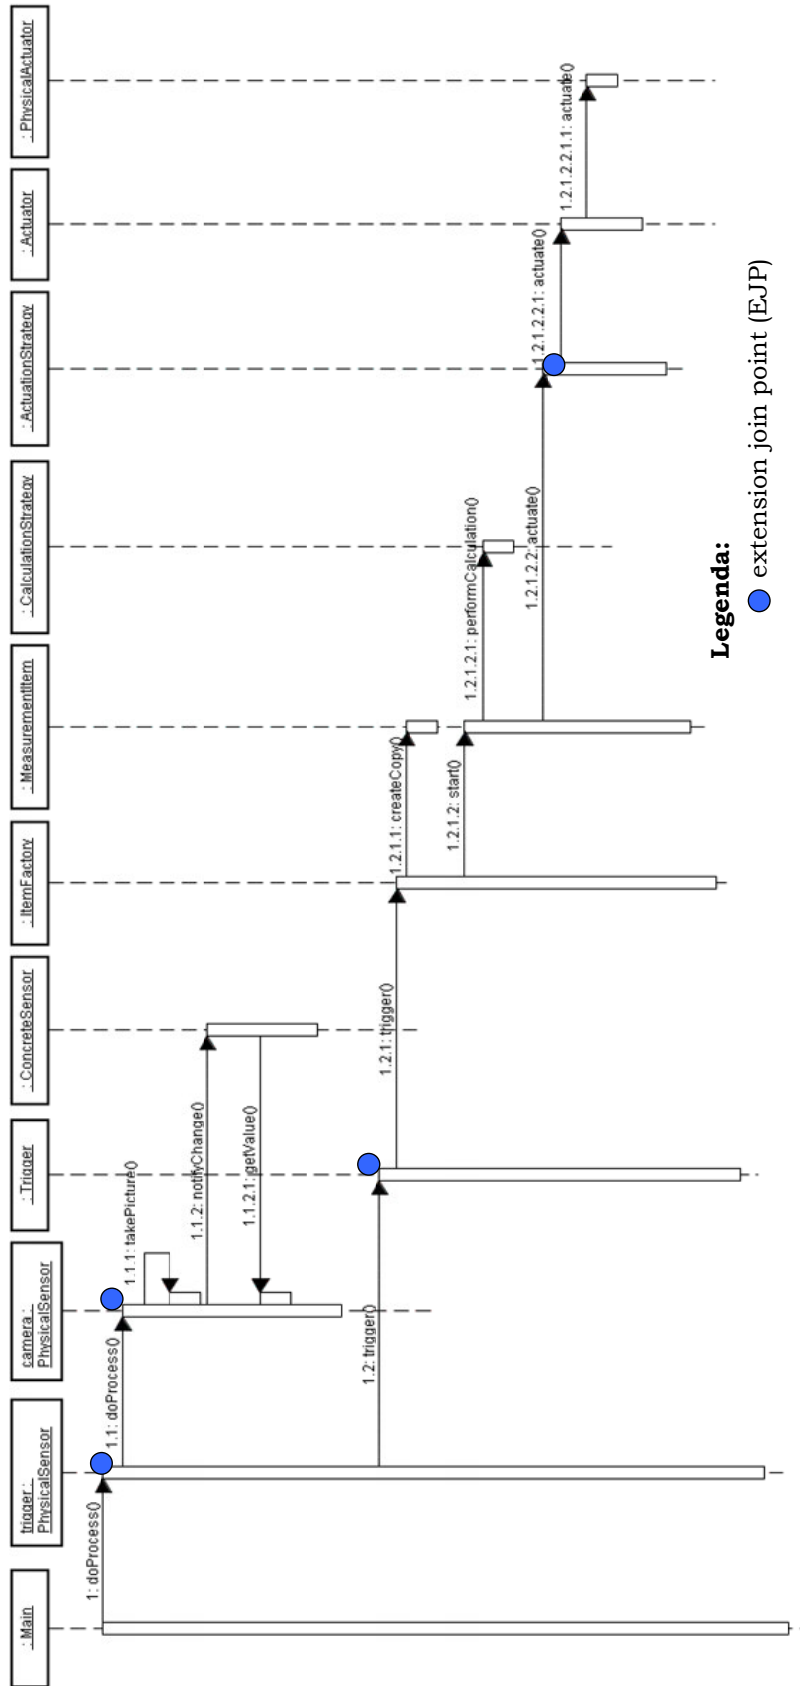 : Main
trigger :
PhysicalSensor
camera :
PhysicalSensor
: Trigger
: ConcreteSensor
: ItemFactory
: MeasurementItem
: CalculationStrategy
: ActuationStrategy
: Actuator
: PhysicalActuator
1: doProcess()
1.1: doProcess()
1.1.1: takePicture()
1.1.2: notifyChange()
1.1.2.1: getValue()
1.2: trigger()
1.2.1: trigger()
1.2.1.1: createCopy()
1.2.1.2: start()
1.2.1.2.1: performCalculation()
1.2.1.2.2: actuate()
1.2.1.2.2.1: actuate()
1.2.1.2.2.1.1: actuate()
Legenda:
extension join point (EJP)